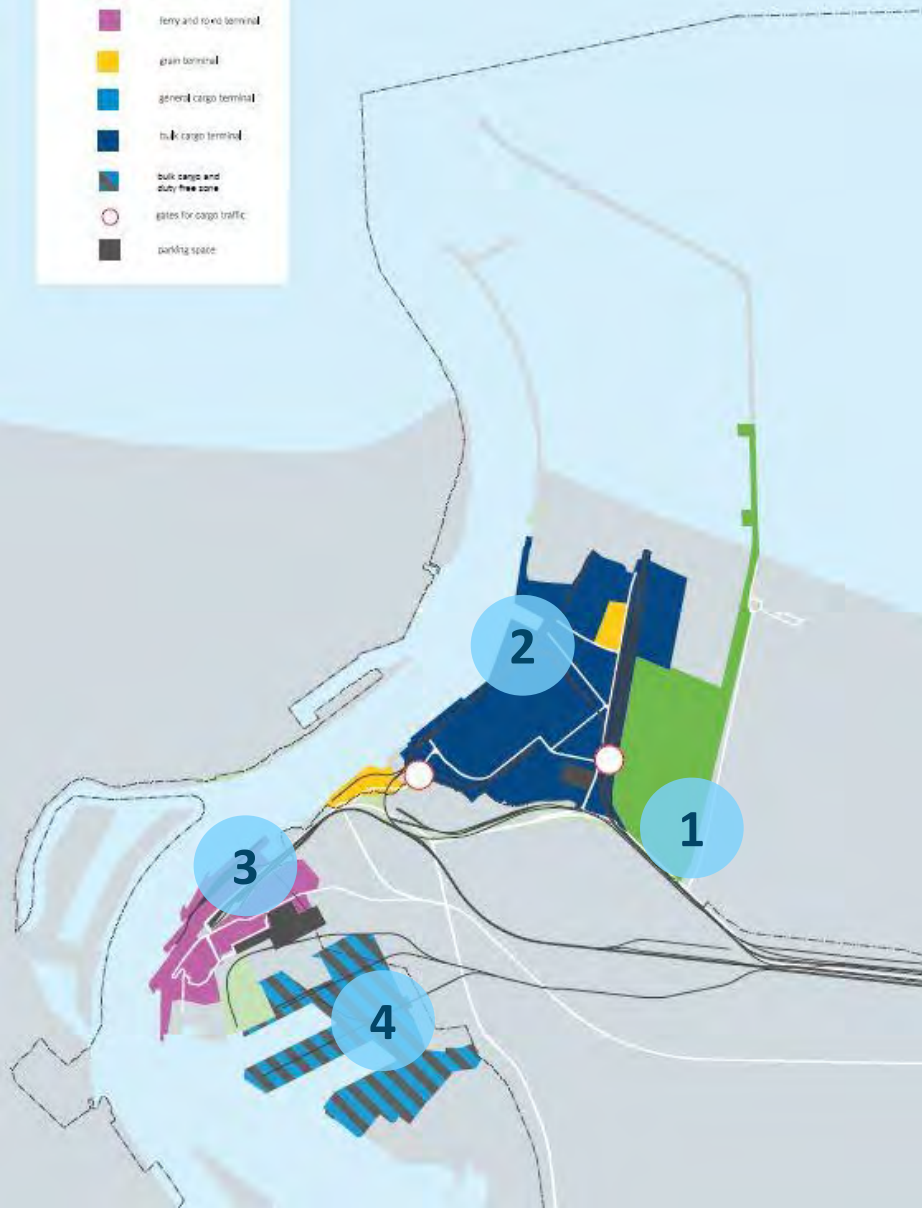 ferry and ro-ro terminal
grain terminal
general cargo terminal
bulk cargo terminal
bulk cargo and
duty free zone
gates for cargo traffic
parking space
2
1
3
4